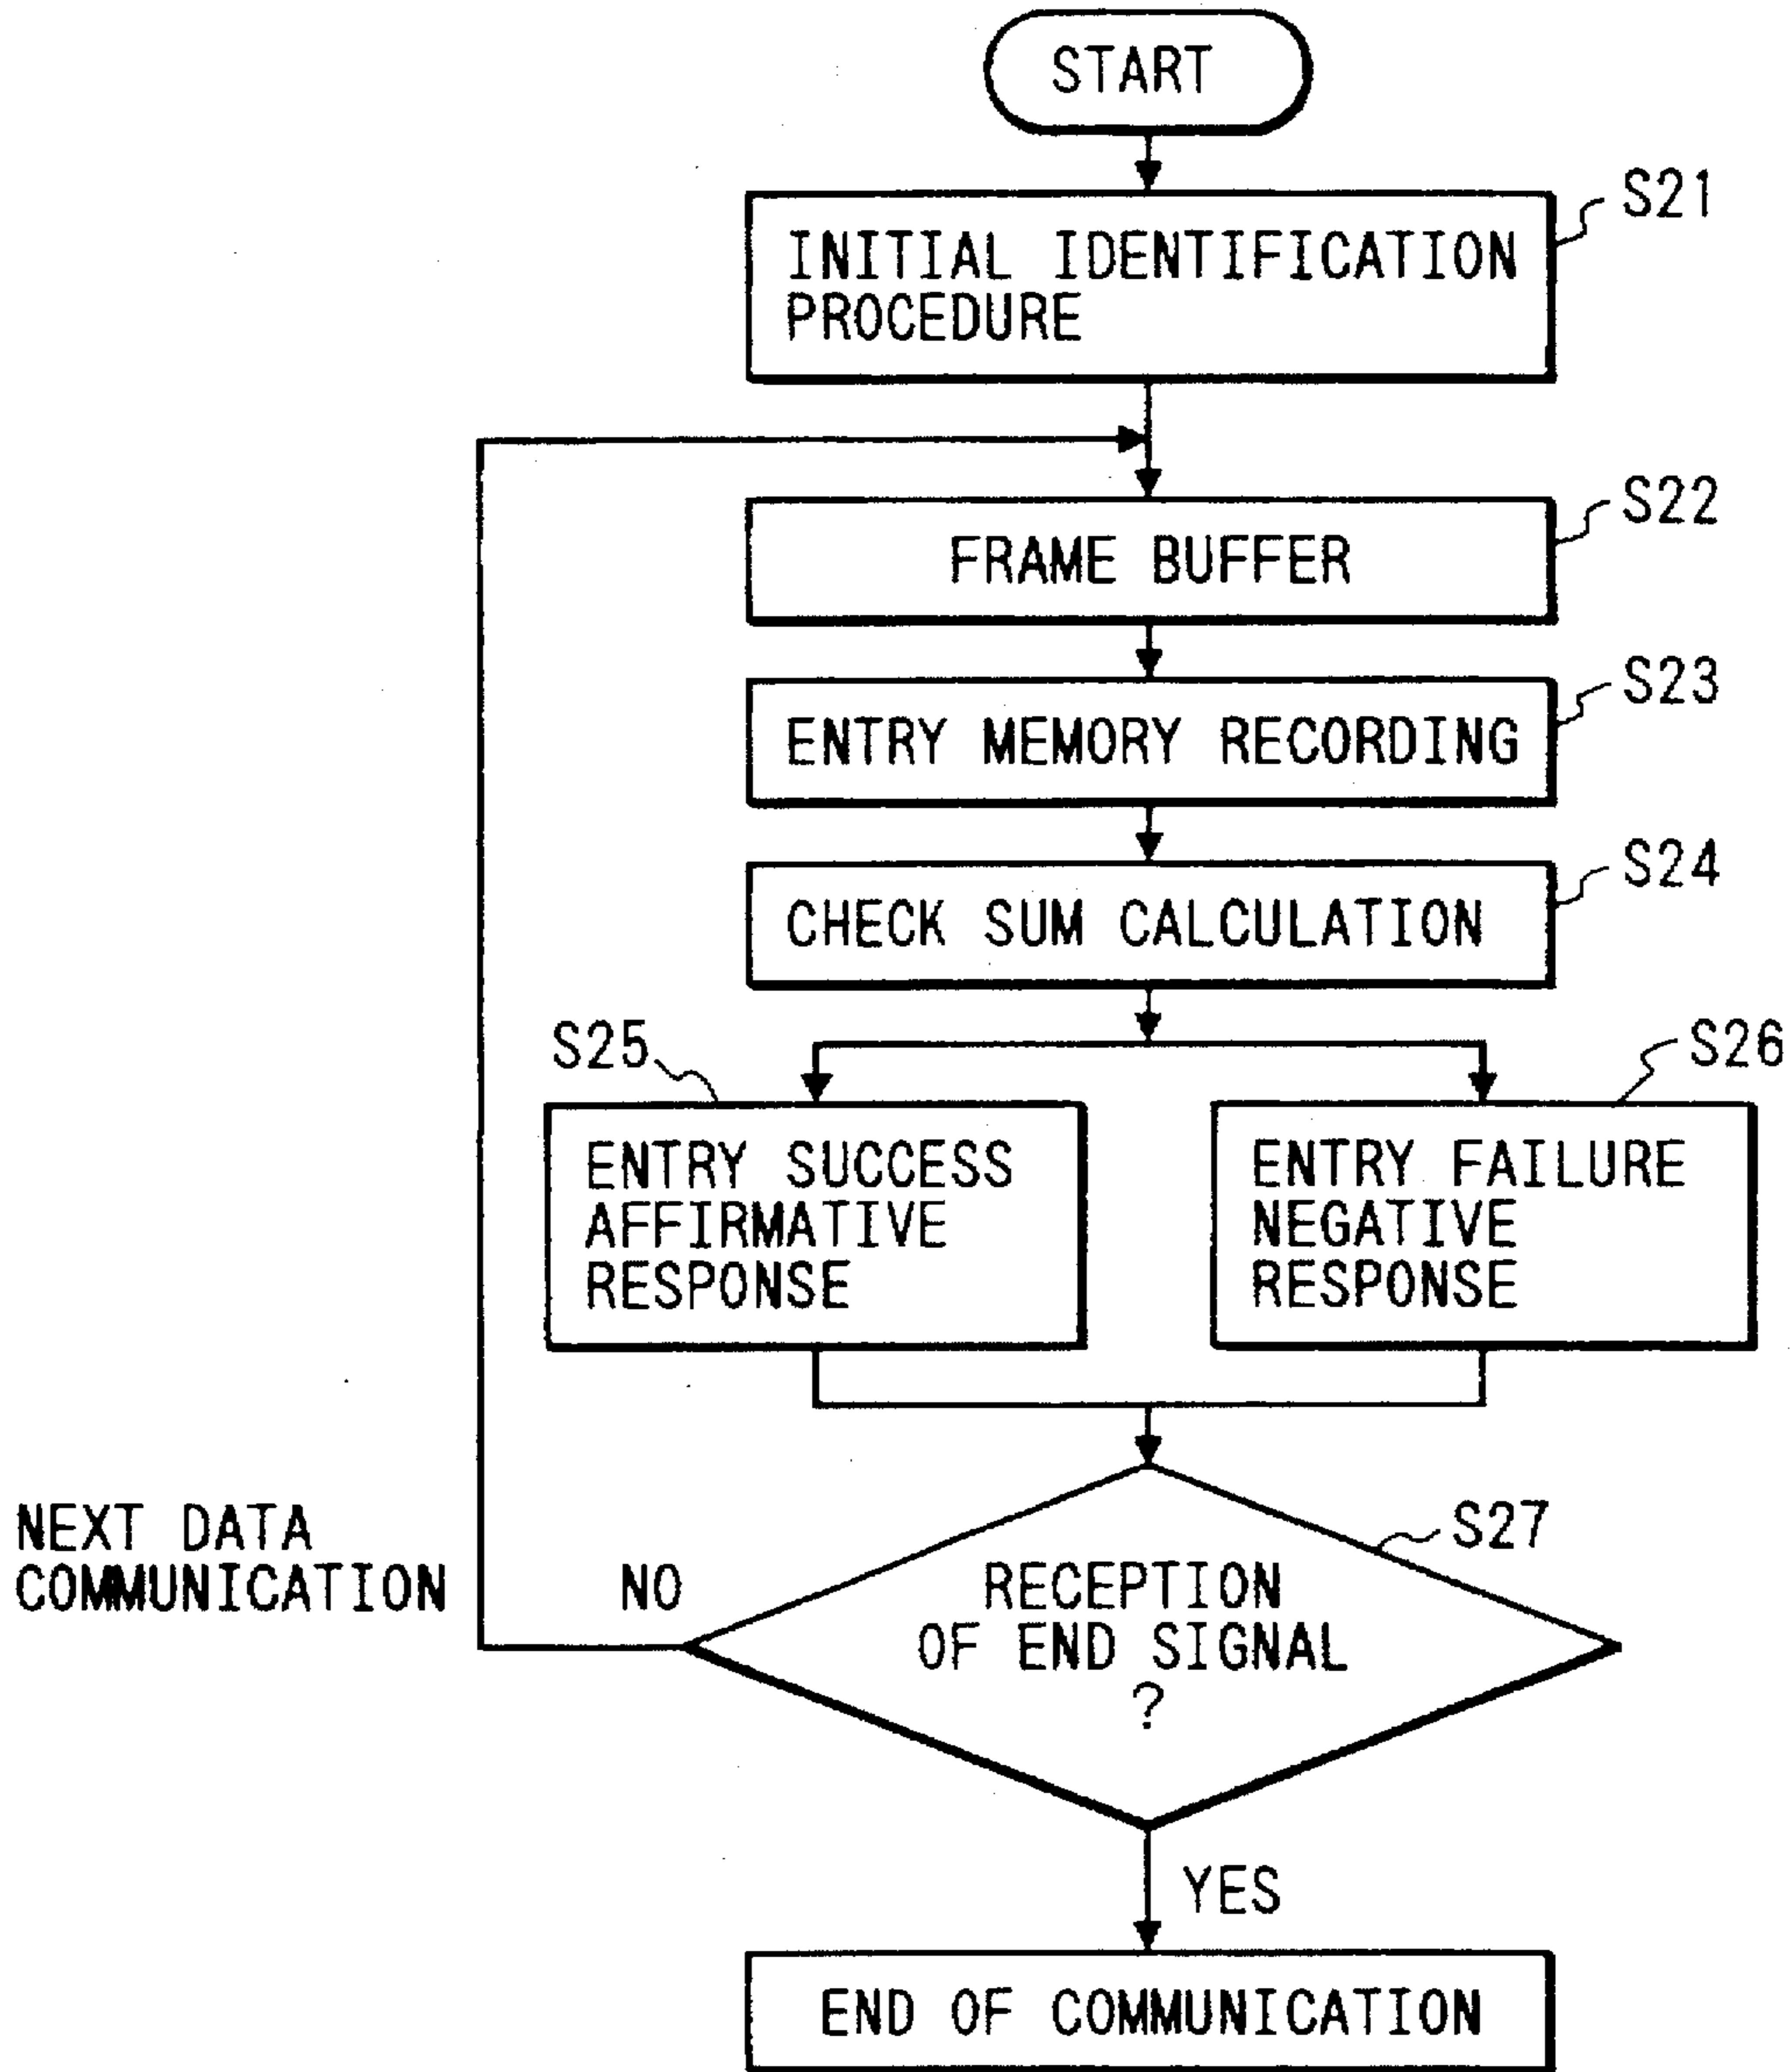 START
S21
INITIAL IDENTIFICATION
PROCEDURE
S22
FRAME BUFFER
S23
ENTRY MEMORY RECORDING
S24
CHECK SUM CALCULATION
S25
S26
ENTRY SUCCESS
AFFIRMATIVE
RESPONSE
ENTRY FAILURE
NEGATIVE
RESPONSE
NEXT DATA
COMMUNICATION
NO
S27
RECEPTION
OF END SIGNAL
?
YES
END OF COMMUNICATION